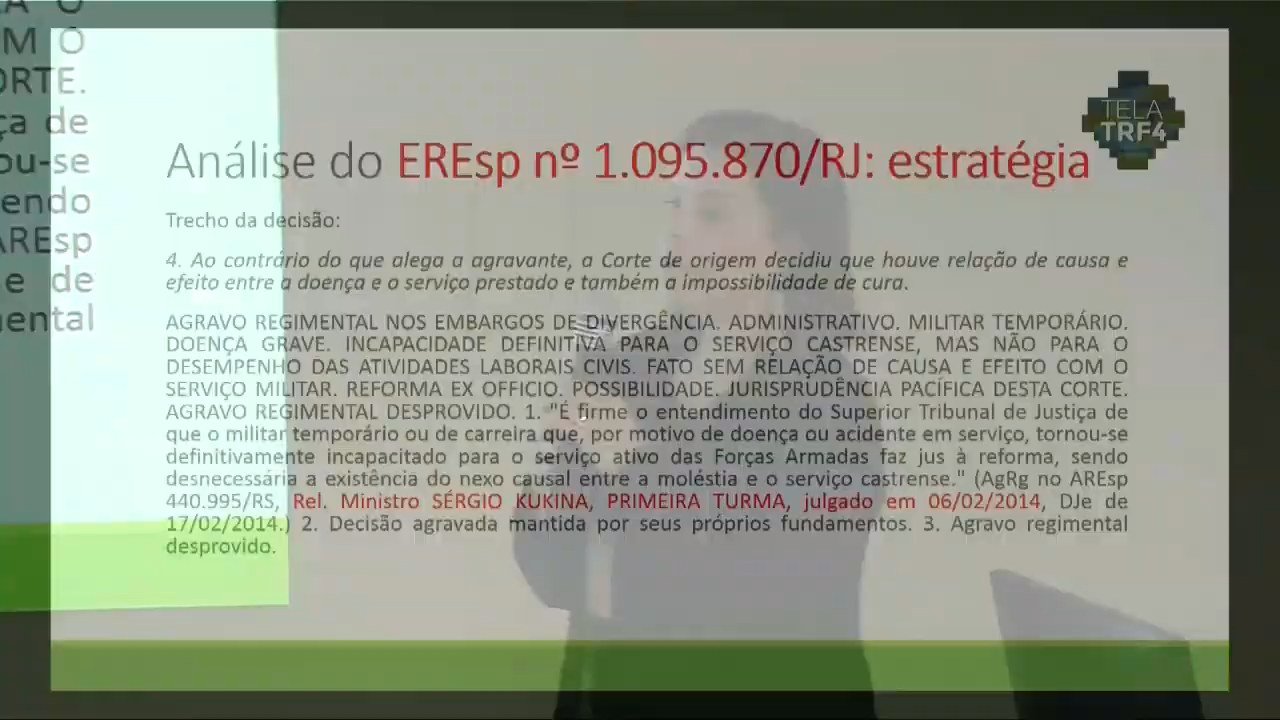 A O
M O
ORTE.
ça de
ou-se
endo
AREsp
e de
mental
TELA
TRF4
Análise do EREsp nº 1.095.870/RJ: estratégia
Trecho da decisão:
4. Ao contrário do que alega a agravante, a Corte de origem decidiu que houve relação de causa e
efeito entre a doença e o serviço prestado e também a impossibilidade de cura.
AGRAVO REGIMENTAL NOS EMBARGOS DE DIVERGÊNCIA. ADMINISTRATIVO. MILITAR TEMPORÁRIO.
DOENÇA GRAVE. INCAPACIDADE DEFINITIVA PARA O SERVIÇO CASTRENSE, MAS NÃO PARA O
DESEMPENHO DAS ATIVIDADES LABORAIS CIVIS. FATO SEM RELAÇÃO DE CAUSA E EFEITO COM O
SERVIÇO MILITAR. REFORMA EX OFFICIO. POSSIBILIDADE. JURISPRUDÊNCIA PACÍFICA DESTA CORTE.
AGRAVO REGIMENTAL DESPROVIDO. 1. "É firme o entendimento do Superior Tribunal de Justiça de
que o militar temporário ou de carreira que, por motivo de doença ou acidente em serviço, tornou-se
definitivamente incapacitado para o serviço ativo das Forças Armadas faz jus à reforma, sendo
desnecessária a existência do nexo causal entre a moléstia e o serviço castrense." (AgRg no AREsp
440.995/RS, Rel. Ministro SÉRGIO KUKINA, PRIMEIRA TURMA, julgado em 06/02/2014, DJe de
17/02/2014.) 2. Decisão agravada mantida por seus próprios fundamentos. 3. Agravo regimental
desprovido.